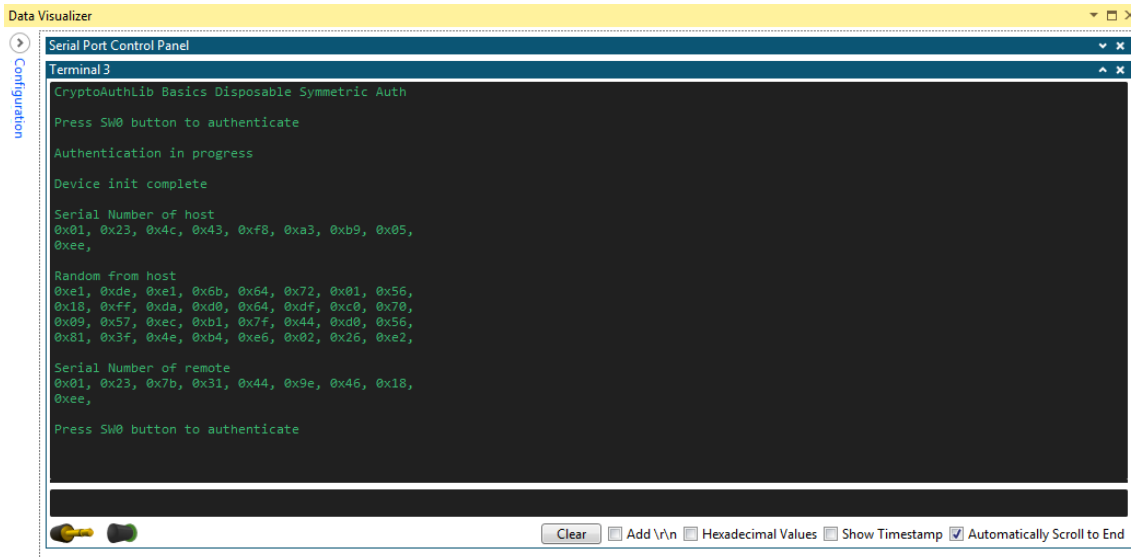 Data Visualizer
Configuration
Serial Port Control Panel
Terminal 3
CryptoAuthLib Basics Disposable Symmetric Auth
Press SW0 button to authenticate
Authentication in progress
Device init complete
Serial Number of host
0x01, 0x23, 0x4c, 0x43, 0xf8, 0xa3, 0xb9, 0x05,
0xee,
Random from host
0xe1, 0xde, 0xe1, 0x6b, 0x64, 0x72, 0x01, 0x56,
0x18, 0xff, 0xda, 0xd0, 0x64, 0xdf, 0xc0, 0x70,
0x09, 0x57, 0xec, 0xb1, 0x7f, 0x44, 0xd0, 0x56,
0x81, 0x3f, 0x4e, 0xb4, 0xe6, 0x02, 0x26, 0xe2,
Serial Number of remote
0x01, 0x23, 0x7b, 0x31, 0x44, 0x9e, 0x46, 0x18,
0xee,
Press SW0 button to authenticate
Clear Add \r\n Hexadecimal Values Show Timestamp Automatically Scroll to End